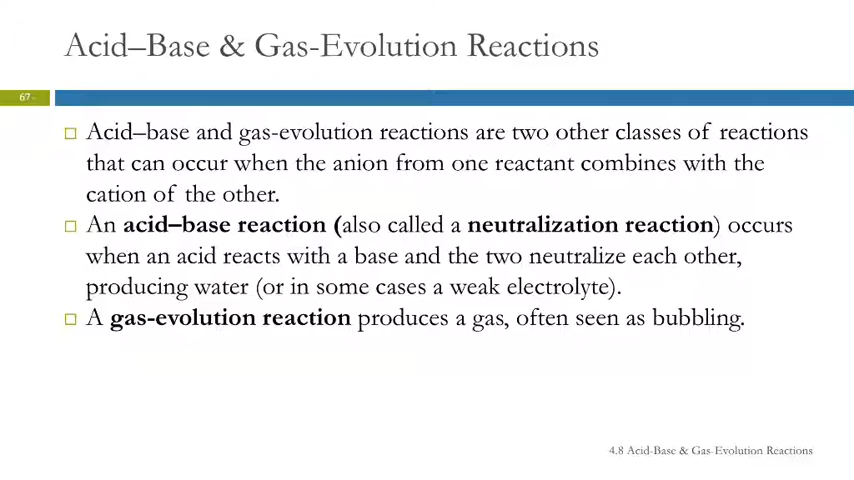 Acid–Base & Gas-Evolution Reactions
67
Acid–base and gas-evolution reactions are two other classes of reactions
that can occur when the anion from one reactant combines with the
cation of the other.
An acid–base reaction (also called a neutralization reaction) occurs
when an acid reacts with a base and the two neutralize each other,
producing water (or in some cases a weak electrolyte).
A gas-evolution reaction produces a gas, often seen as bubbling.
4.8 Acid-Base & Gas-Evolution Reactions